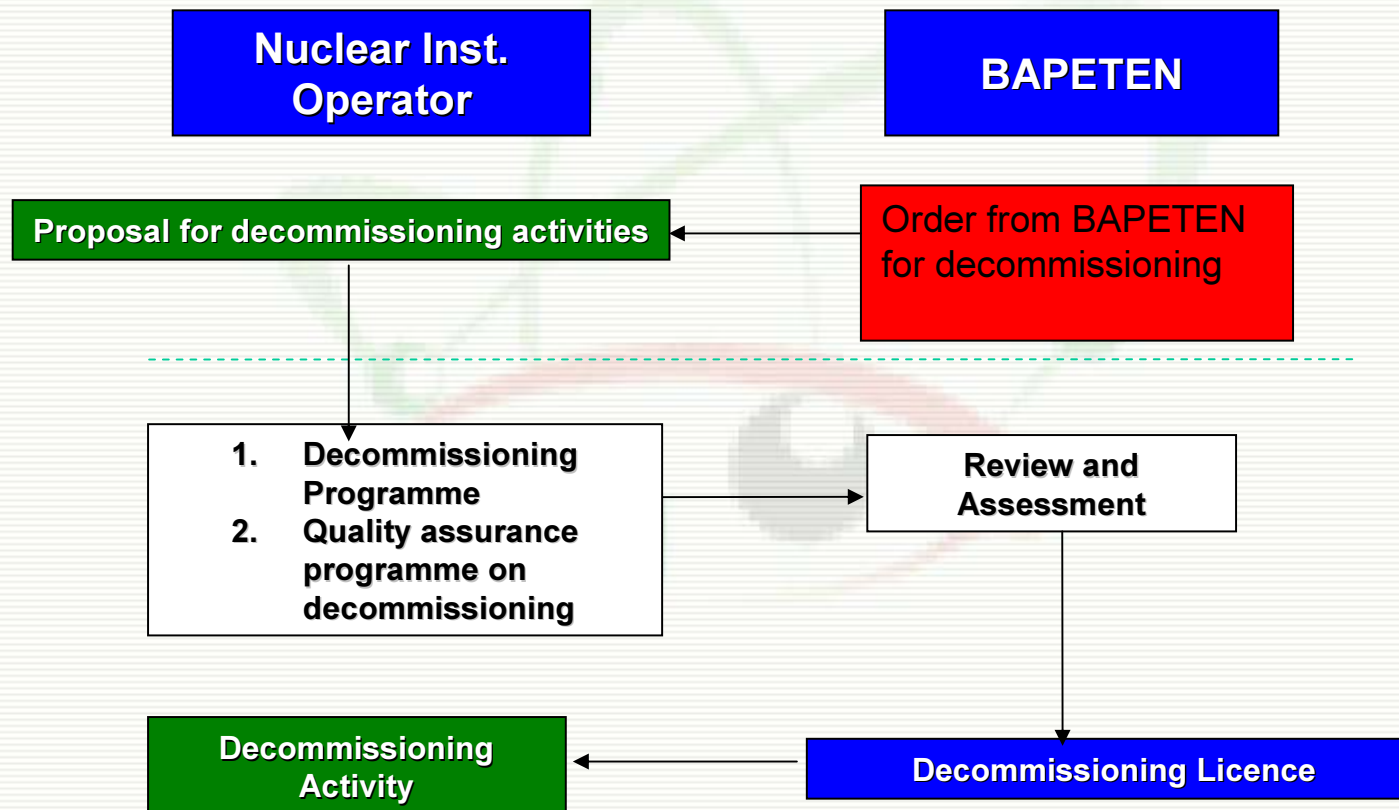 Nuclear Inst.
Operator
BAPETEN
Proposal for decommissioning activities
Order from BAPETEN
for decommissioning
1. Decommissioning
Programme
2. Quality assurance
programme on
decommissioning
Review and
Assessment
Decommissioning
Activity
Decommissioning Licence